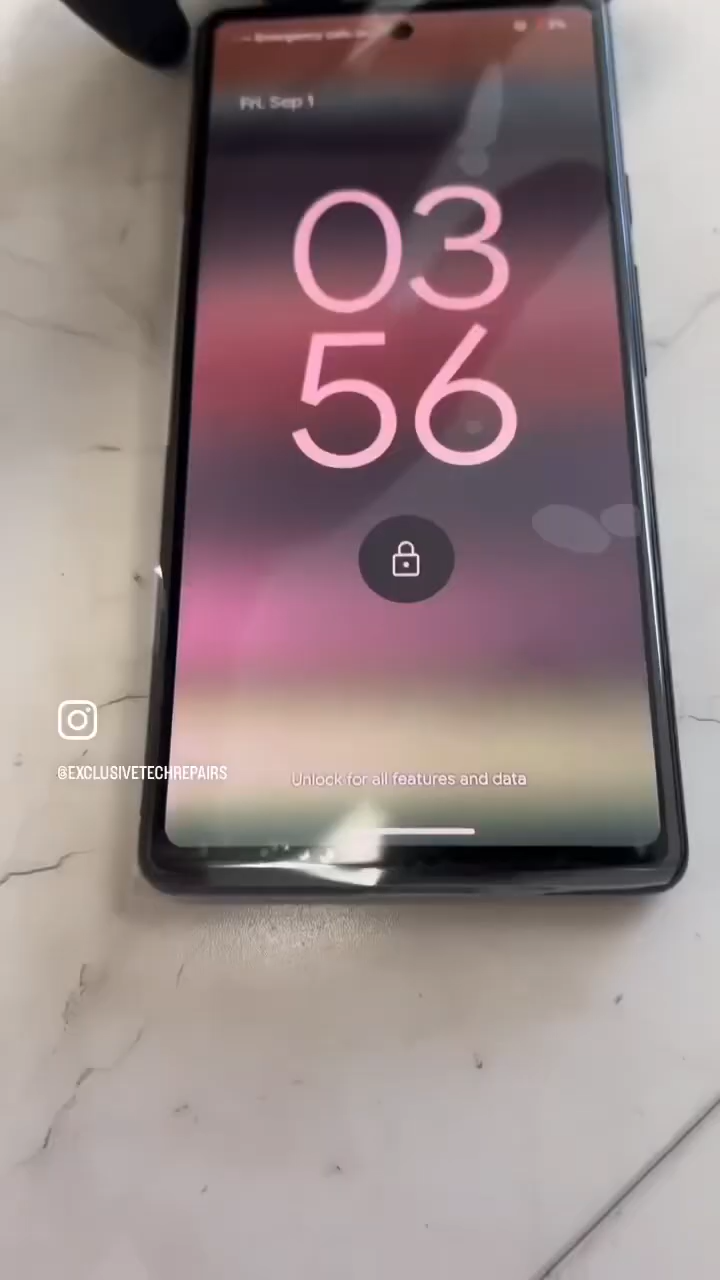 Fri, Sep 1
03
56
@EXCLUSIVETECHREPAIRS
Unlock for all features and data